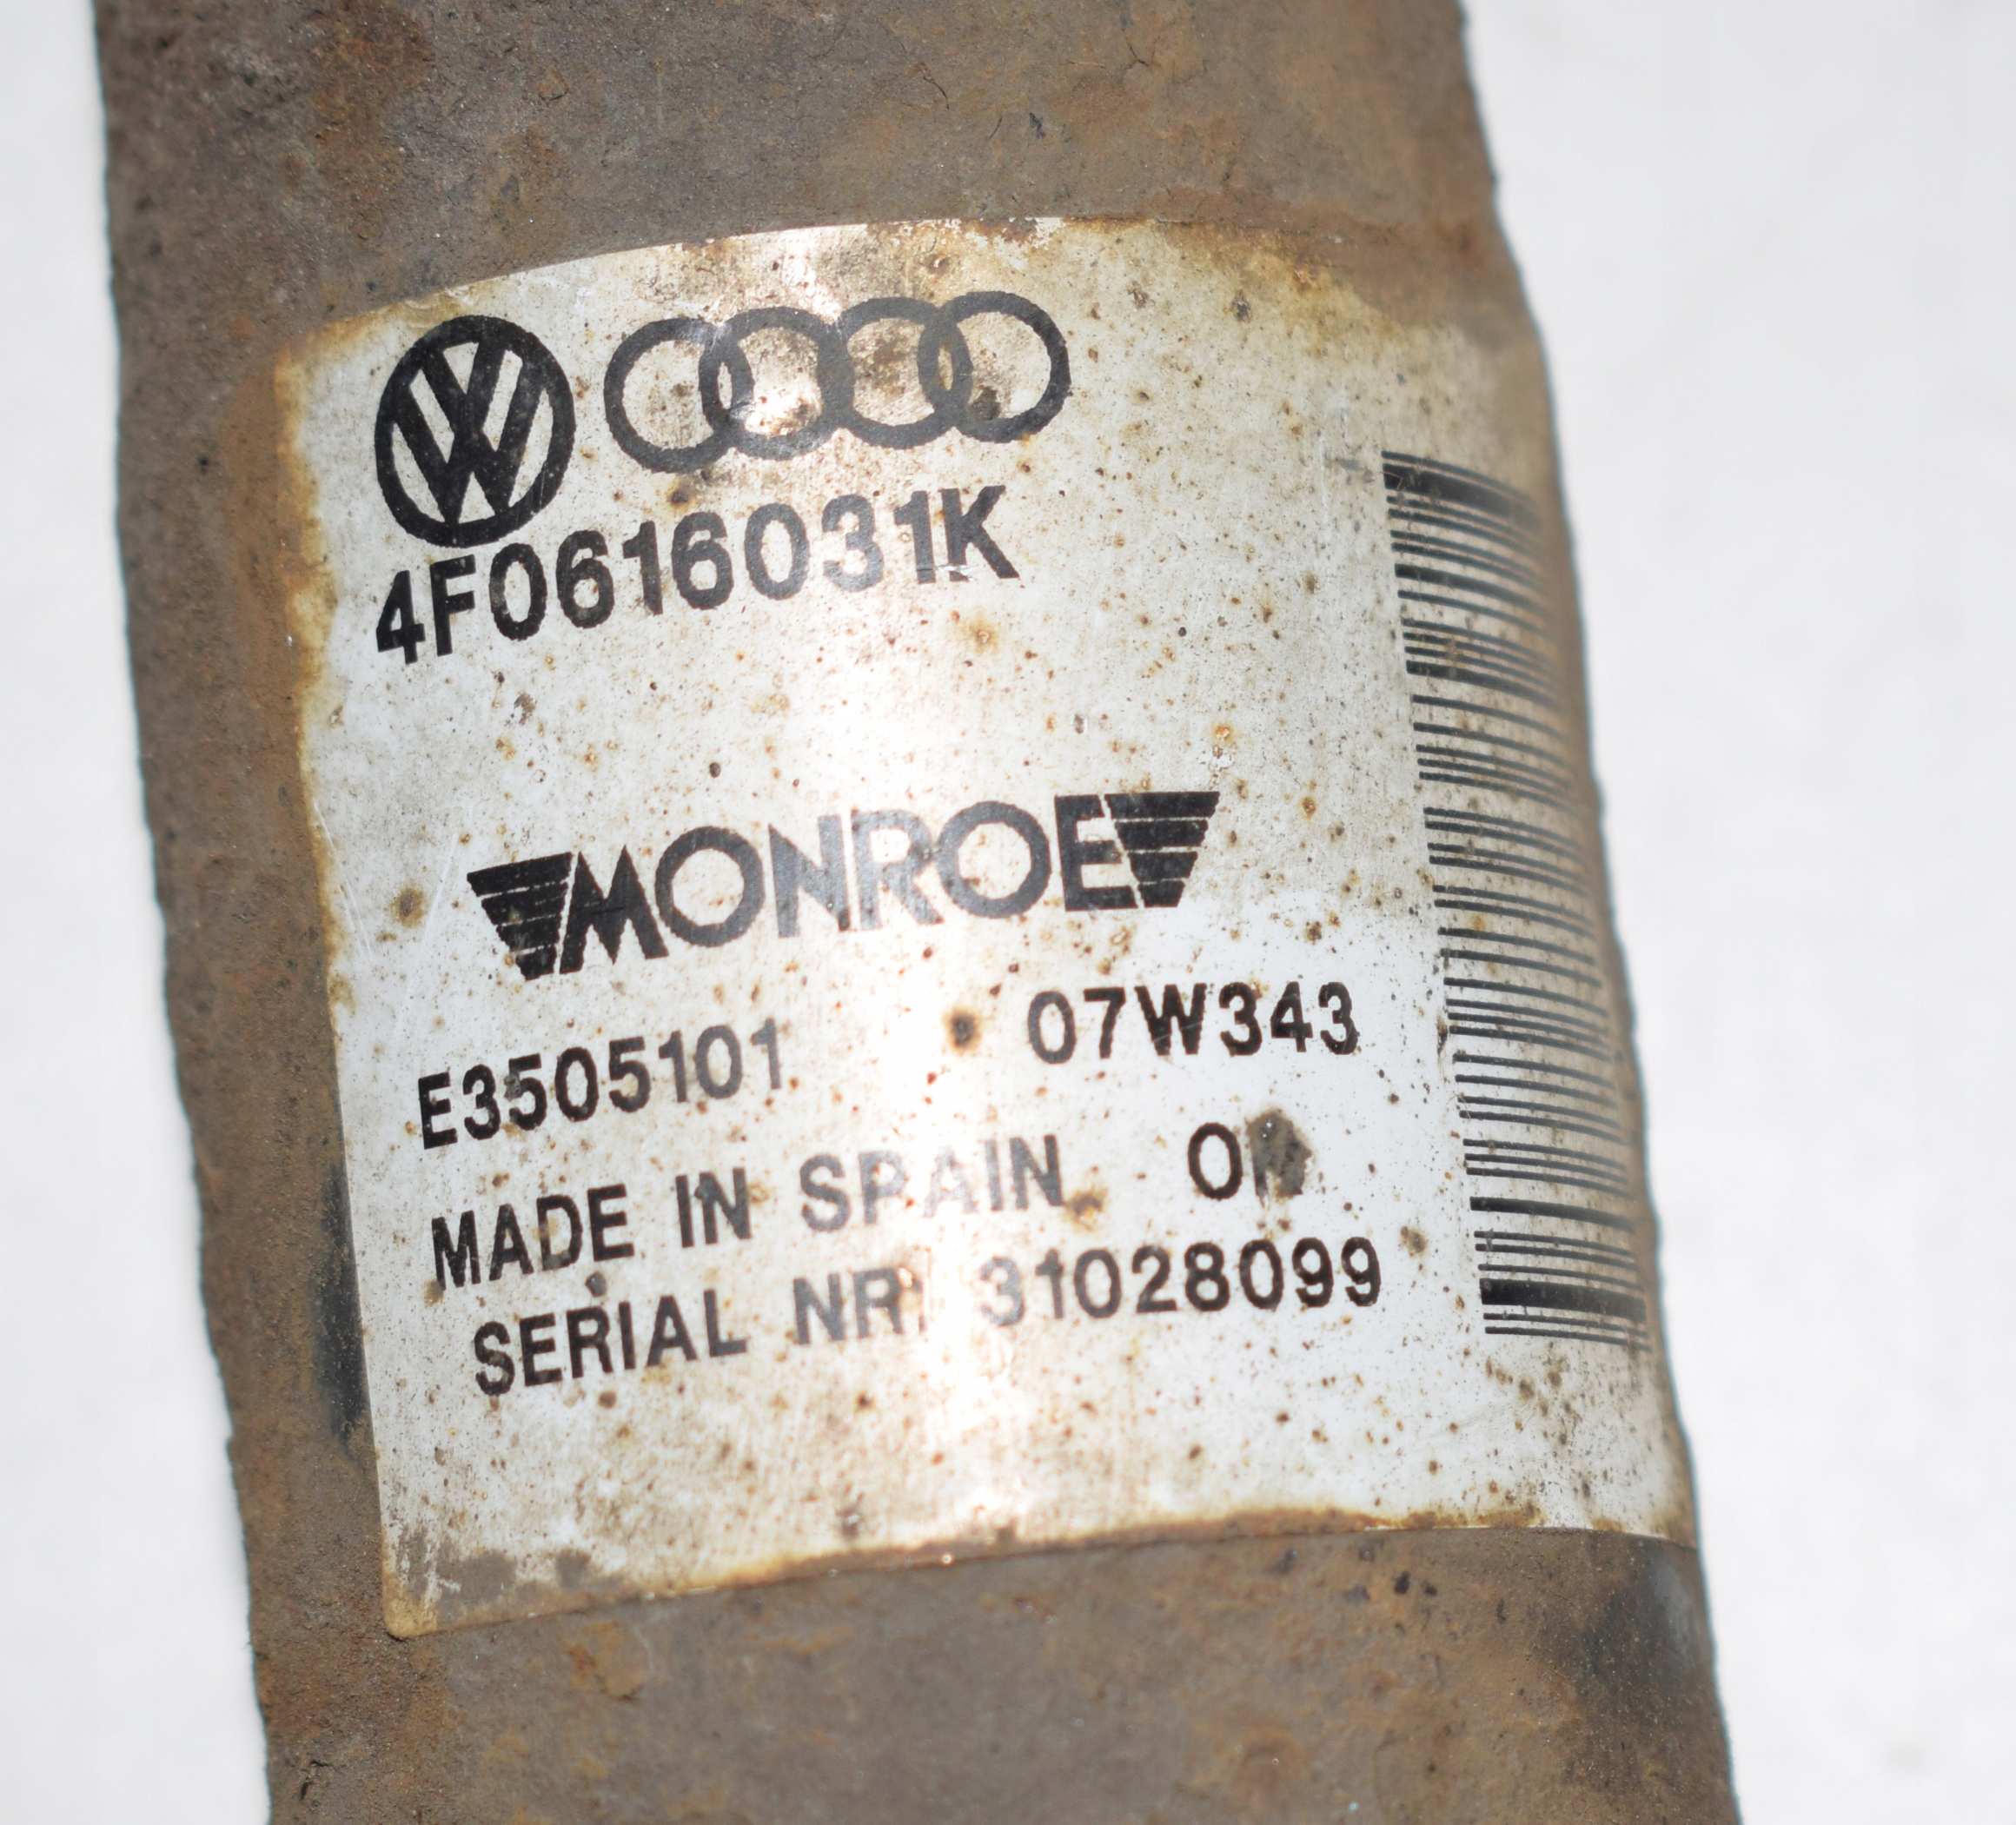 4F0616031K
MONROE
E3505101 07W343
MADE IN SPAIN
SERIAL NR: 31028099